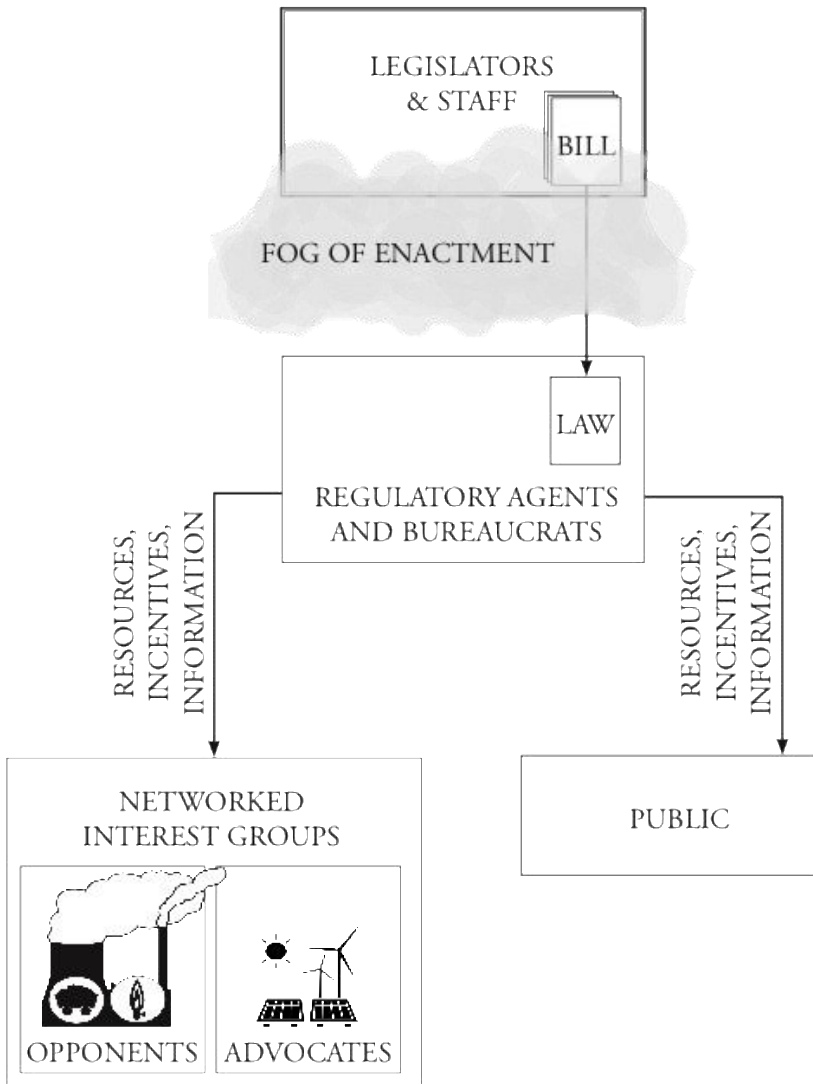 LEGISLATORS
& STAFF
BILL
FOG OF ENACTMENT
LAW
REGULATORY AGENTS
AND BUREAUCRATS
RESOURCES,
INCENTIVES,
INFORMATION
RESOURCES,
INCENTIVES,
INFORMATION
NETWORKED
INTEREST GROUPS
OPPONENTS
ADVOCATES
PUBLIC